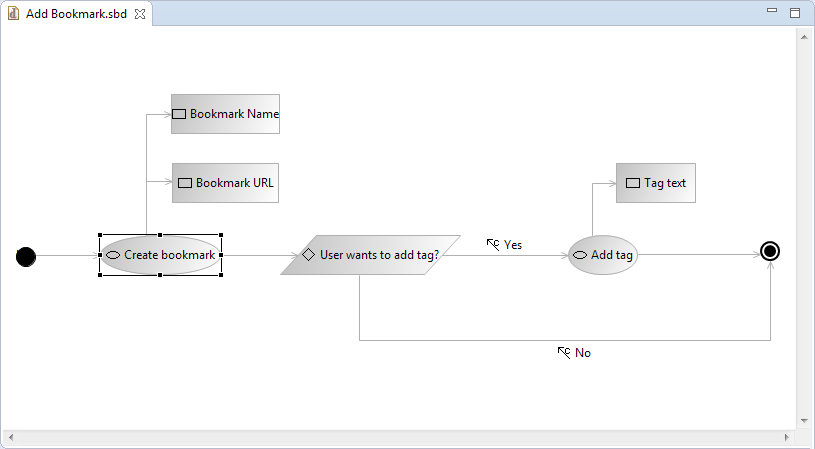 Add Bookmark.sbd
Bookmark Name
Bookmark URL
Tag text
Create bookmark
User wants to add tag?
Yes
Add tag
No